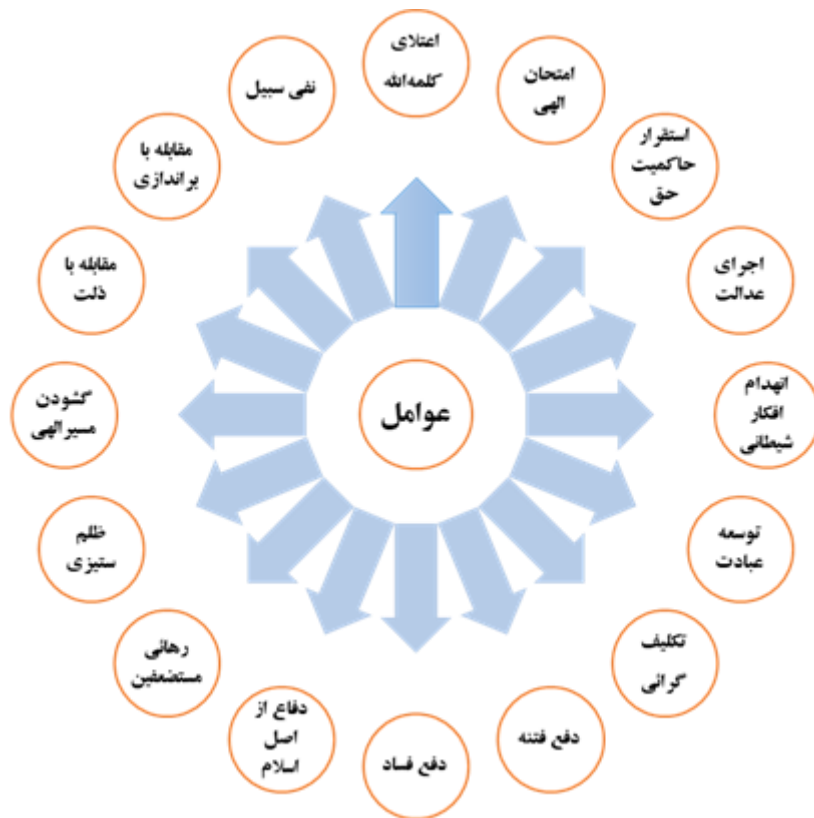 اعتلای
کلمه‌الله
امتحان
الهی
استقرار
حاکمیت
حق
اجرای
عدالت
انهدام
افکار
شیطانی
توسعه
عبادت
تکلیف
گرائی
دفع فتنه
دفع فساد
دفاع از
اصل
اسلام
رهائی
مستضعفین
ظلم
ستیزی
گشودن
مسیر الهی
مقابله با
ذلت
مقابله با
براندازی
نفی سبیل
عوامل